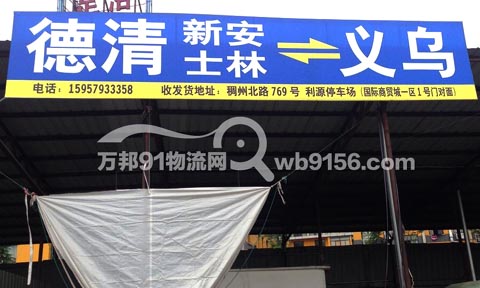 德清 新安 士林 ⇌ 义乌
电话：15957933358 收发货地址：稠州北路769号 利源停车场（国际商贸城一区1号门对面）
万邦91物流网 wb9156.com